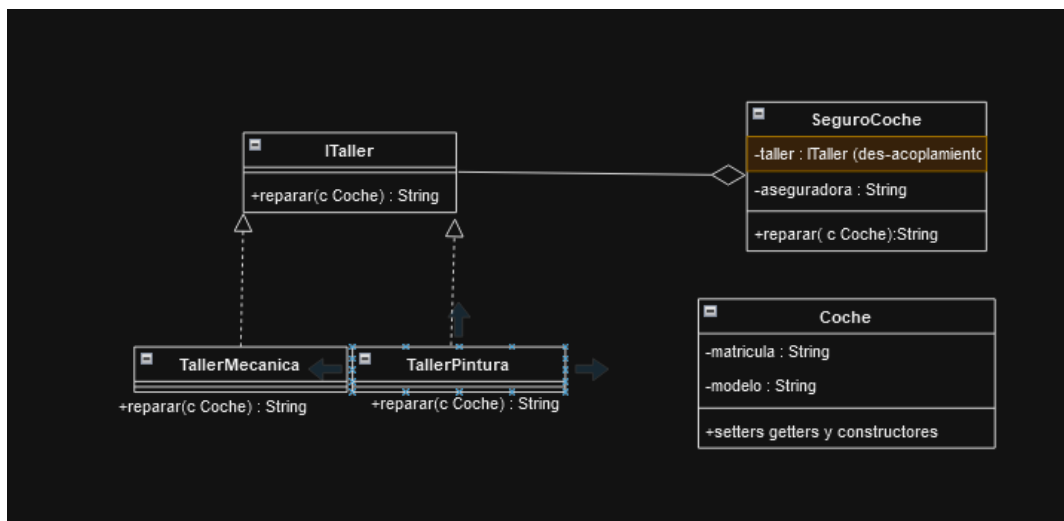 ITaller
+reparar(c Coche) : String
SeguroCoche
-taller : ITaller (des-acoplamiento
-aseguradora : String
+reparar( c Coche):String
TallerMecanica
+reparar(c Coche) : String
TallerPintura
+reparar(c Coche) : String
Coche
-matricula : String
-modelo : String
+setters getters y constructores